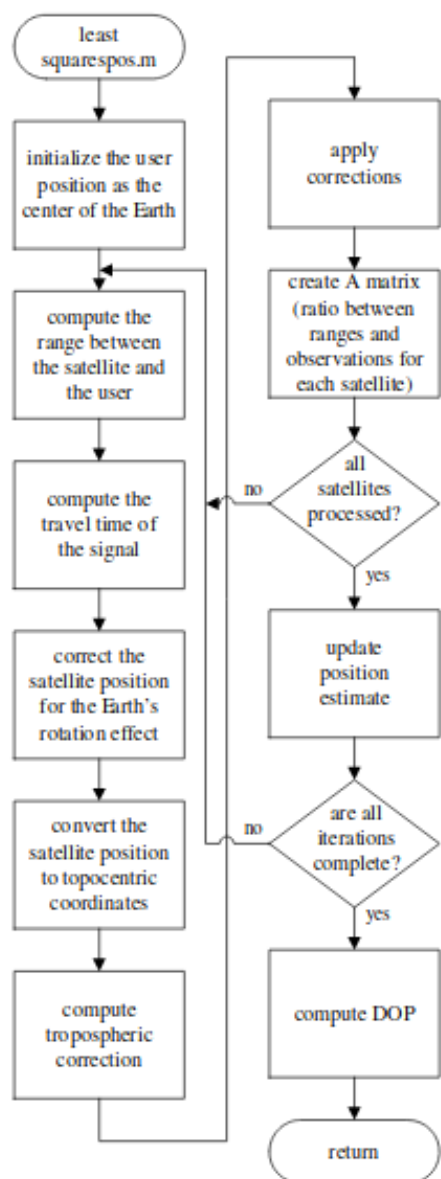 least
squarespos.m
initialize the user
position as the
center of the Earth
compute the
range between
the satellite and
the user
compute the
travel time of
the signal
correct the
satellite position
for the Earth's
rotation effect
convert the
satellite position
to topocentric
coordinates
compute
tropospheric
correction
apply
corrections
create A matrix
(ratio between
ranges and
observations for
each satellite)
all
satellites
processed?
no
yes
update
position
estimate
are all
iterations
complete?
no
yes
compute DOP
return